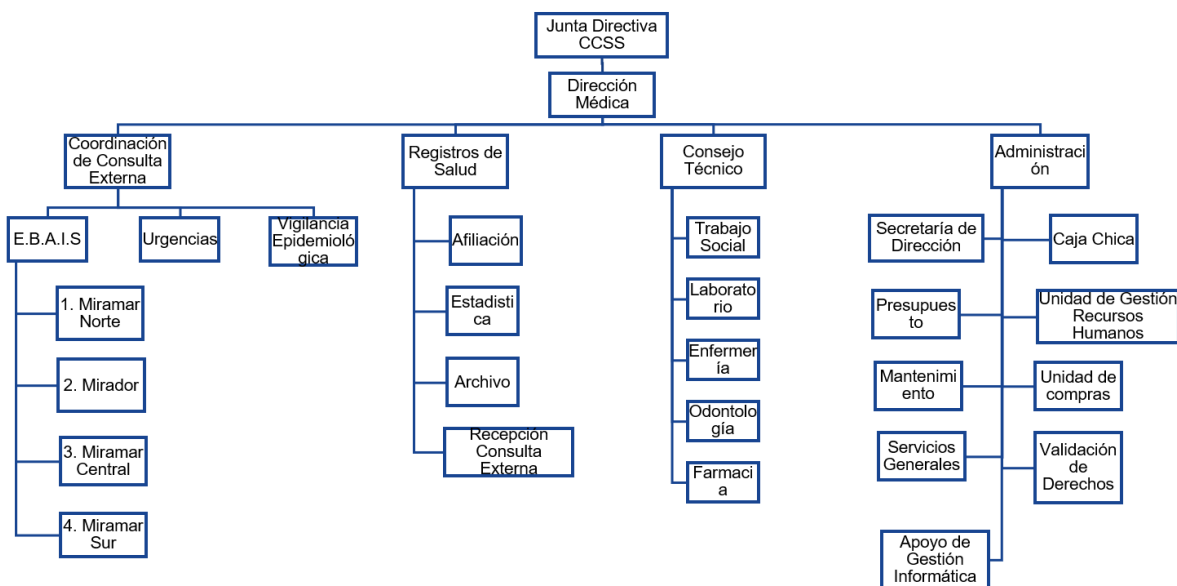 Junta Directiva
CCSS
Dirección
Médica
Coordinación
de Consulta
Externa
Registros de
Salud
Consejo
Técnico
Administraci
ón
E.B.A.I.S
Urgencias
Vigilancia
Epidemioló
gica
1. Miramar
Norte
2. Mirador
3. Miramar
Central
4. Miramar
Sur
Afiliación
Estadisti
ca
Archivo
Recepción
Consulta
Externa
Trabajo
Social
Laborato
rio
Enferme
ría
Odontolo
gía
Farmaci
a
Secretaría de
Dirección
Caja Chica
Presupues
to
Unidad de Gestión
Recursos
Humanos
Mantenimi
ento
Unidad de
compras
Servicios
Generales
Validación
de
Derechos
Apoyo de
Gestión
Informática